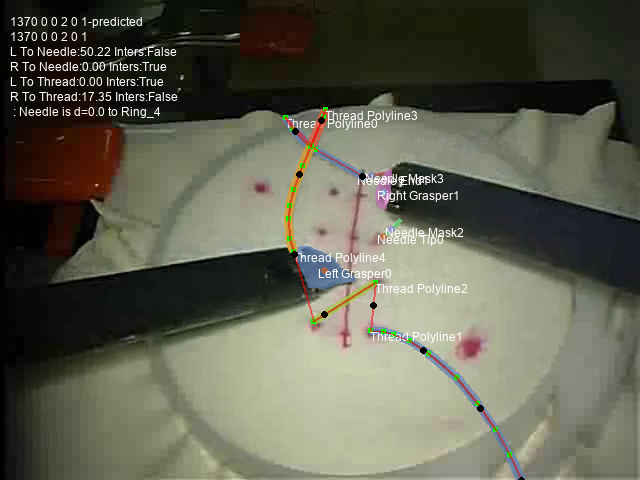 1370 0 0 2 0 1-predicted
1370 0 0 2 0 1
L To Needle:50.22 Inters:False
R To Needle:0.00 Inters:True
L To Thread:0.00 Inters:True
R To Thread:17.35 Inters:False
: Needle is d=0.0 to Ring_4
Thread Polyline3
Thread Polyline0
Needle Mask3
Needle End1
Right Grasper1
Needle Mask2
Needle Tip0
Thread Polyline4
Left Grasper0
Thread Polyline2
Thread Polyline1